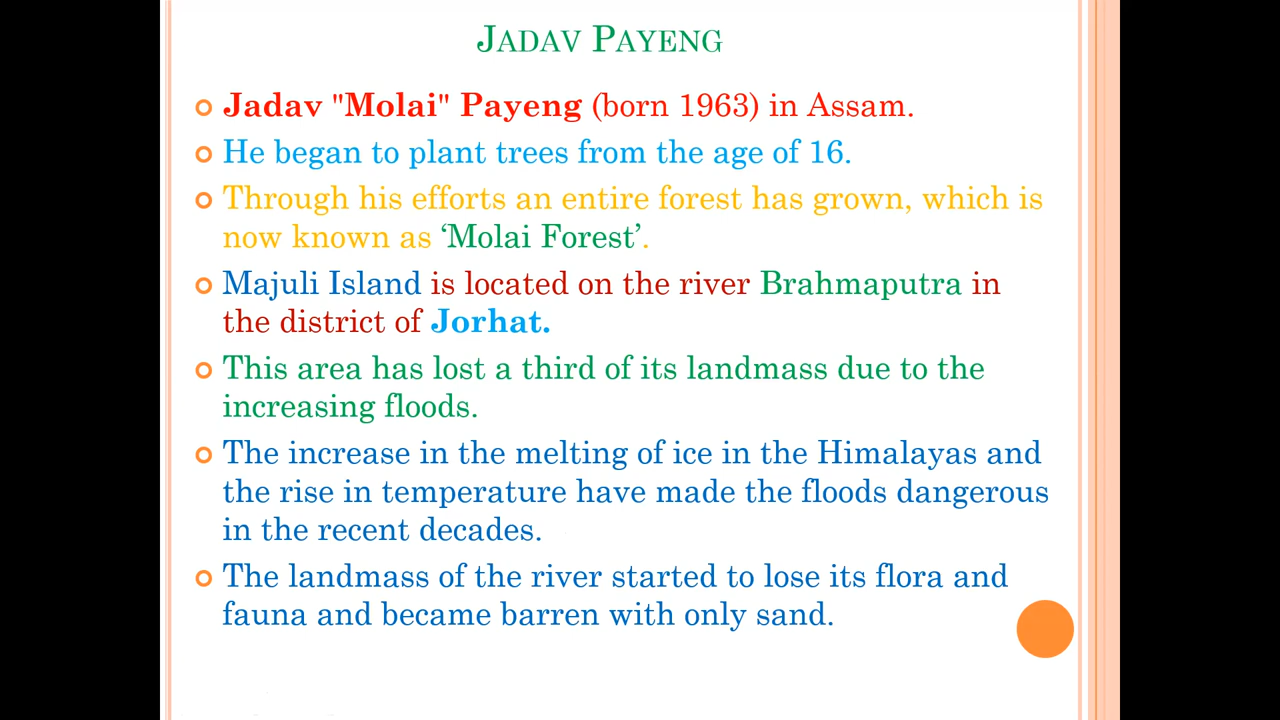 JADAV PAYENG
Jadav "Molai" Payeng (born 1963) in Assam.
He began to plant trees from the age of 16.
Through his efforts an entire forest has grown, which is
now known as ‘Molai Forest’.
Majuli Island is located on the river Brahmaputra in
the district of Jorhat.
This area has lost a third of its landmass due to the
increasing floods.
The increase in the melting of ice in the Himalayas and
the rise in temperature have made the floods dangerous
in the recent decades.
The landmass of the river started to lose its flora and
fauna and became barren with only sand.